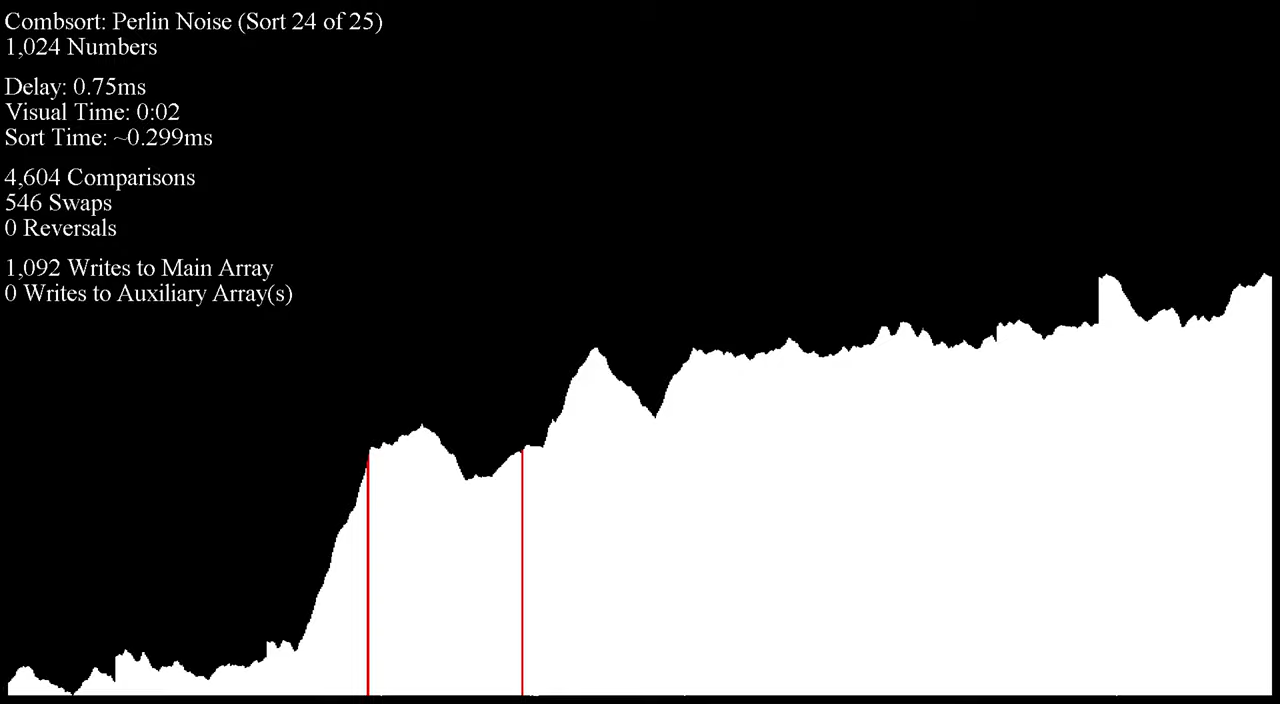 Combsort: Perlin Noise (Sort 24 of 25)
1,024 Numbers
Delay: 0.75ms
Visual Time: 0:02
Sort Time: ~0.299ms
4,604 Comparisons
546 Swaps
0 Reversals
1,092 Writes to Main Array
0 Writes to Auxiliary Array(s)